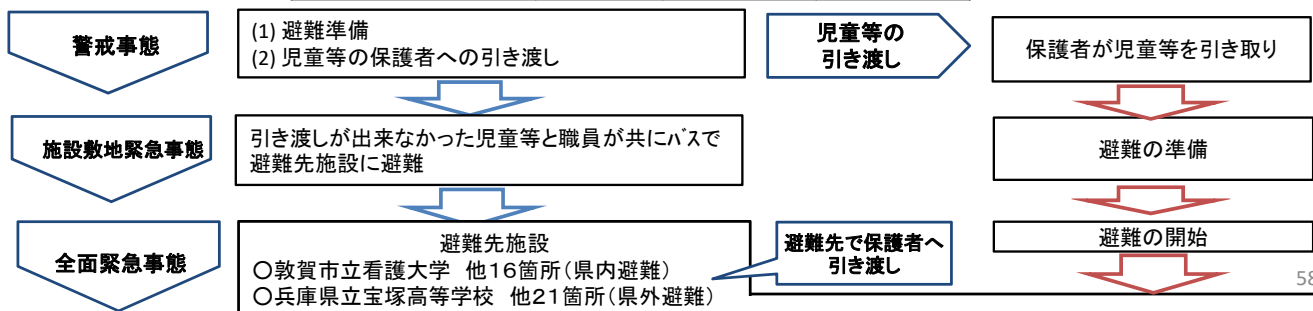 警戒事態
(1) 避難準備
(2) 児童等の保護者への引き渡し
児童等の
引き渡し
保護者が児童等を引き取り
施設敷地緊急事態
引き渡しが出来なかった児童等と職員が共にバスで
避難先施設に避難
避難の準備
全面緊急事態
避難先施設
○敦賀市立看護大学 他16箇所(県内避難)
○兵庫県立宝塚高等学校 他21箇所(県外避難)
避難先で保護者へ
引き渡し
避難の開始
58